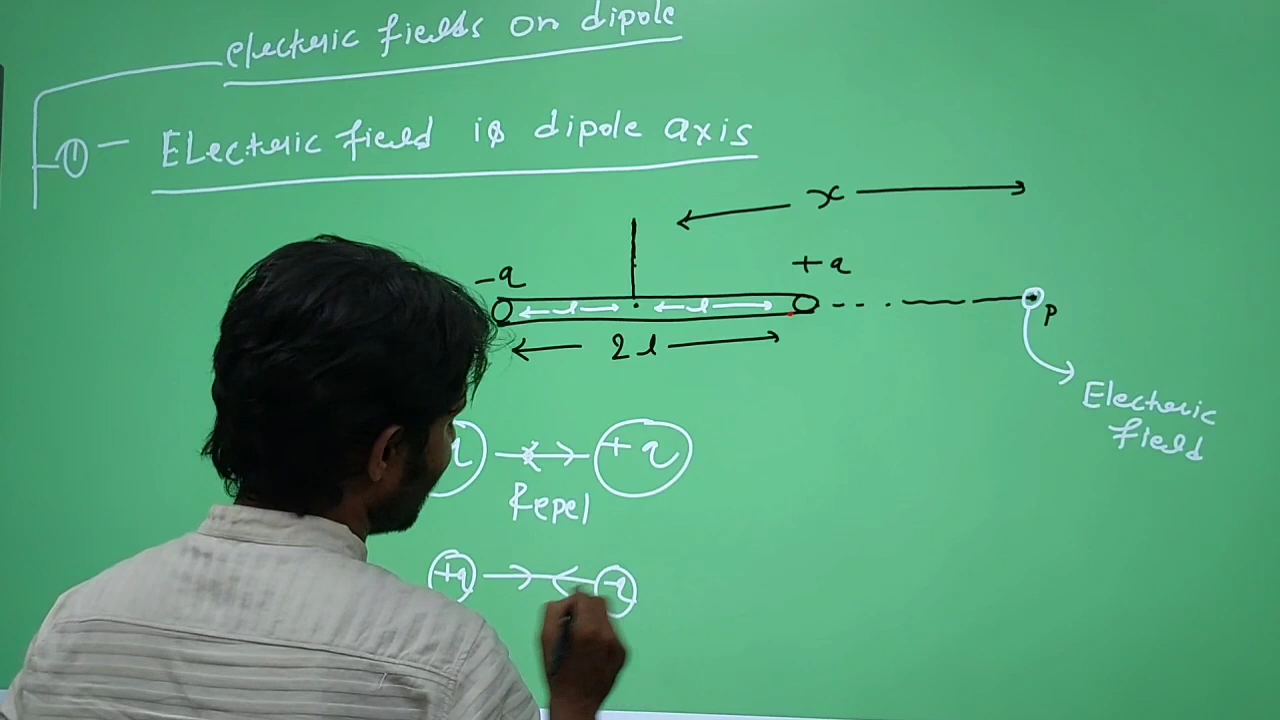 electric fields on dipole
① - Electric field is dipole axis
x
-q
+q
l
l
2l
P
Electric
field
q
+q
Repel
+q
-q